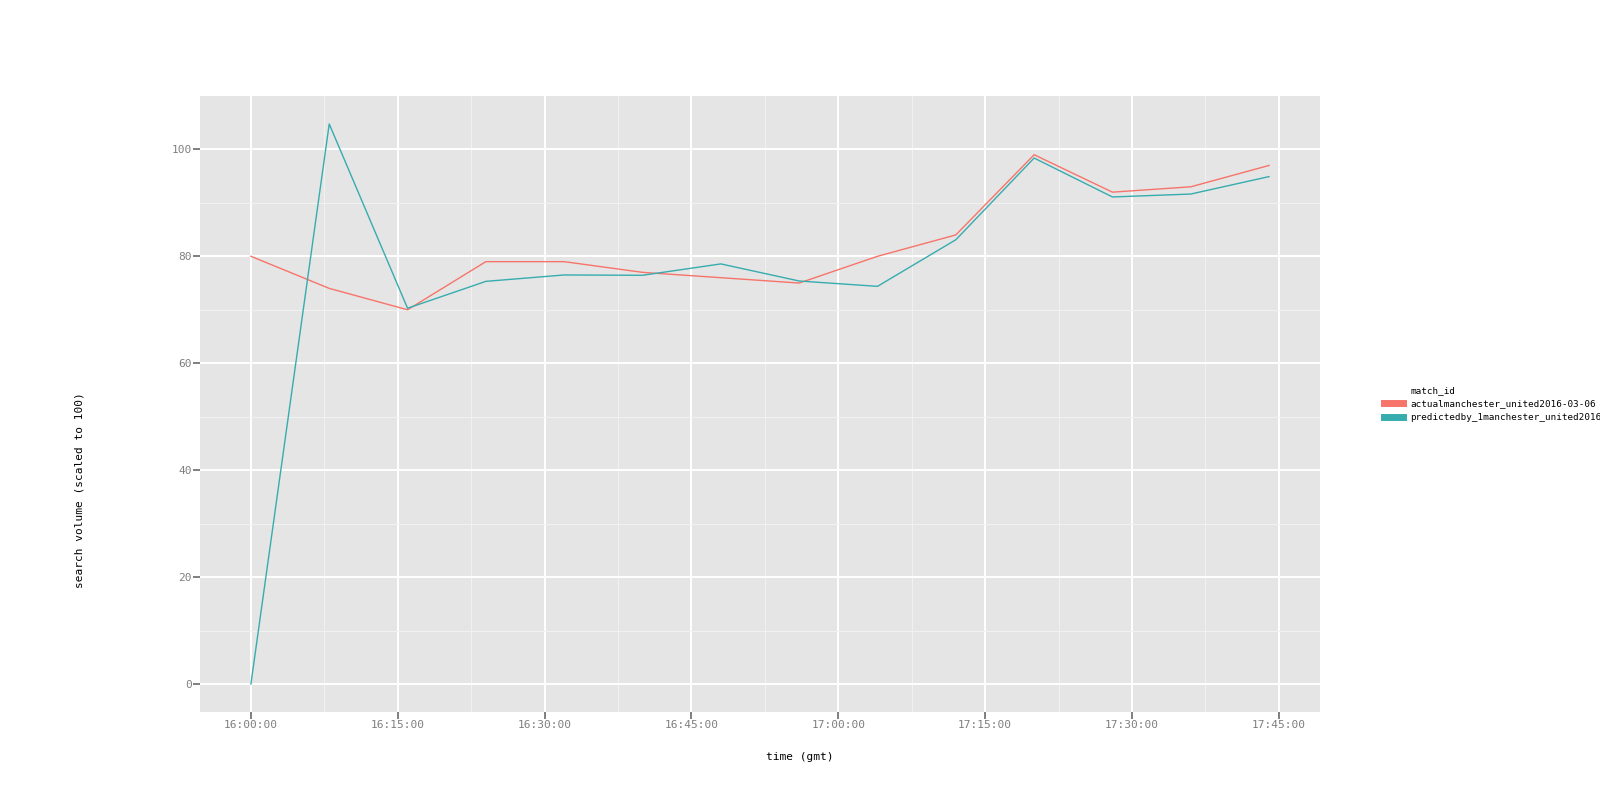 100
80
60
40
20
0
search volume (scaled to 100)
16:00:00 16:15:00 16:30:00 16:45:00 17:00:00 17:15:00 17:30:00 17:45:00
time (gmt)
match_id
actualmanchester_united2016-03-06
predictedby_1manchester_united2016